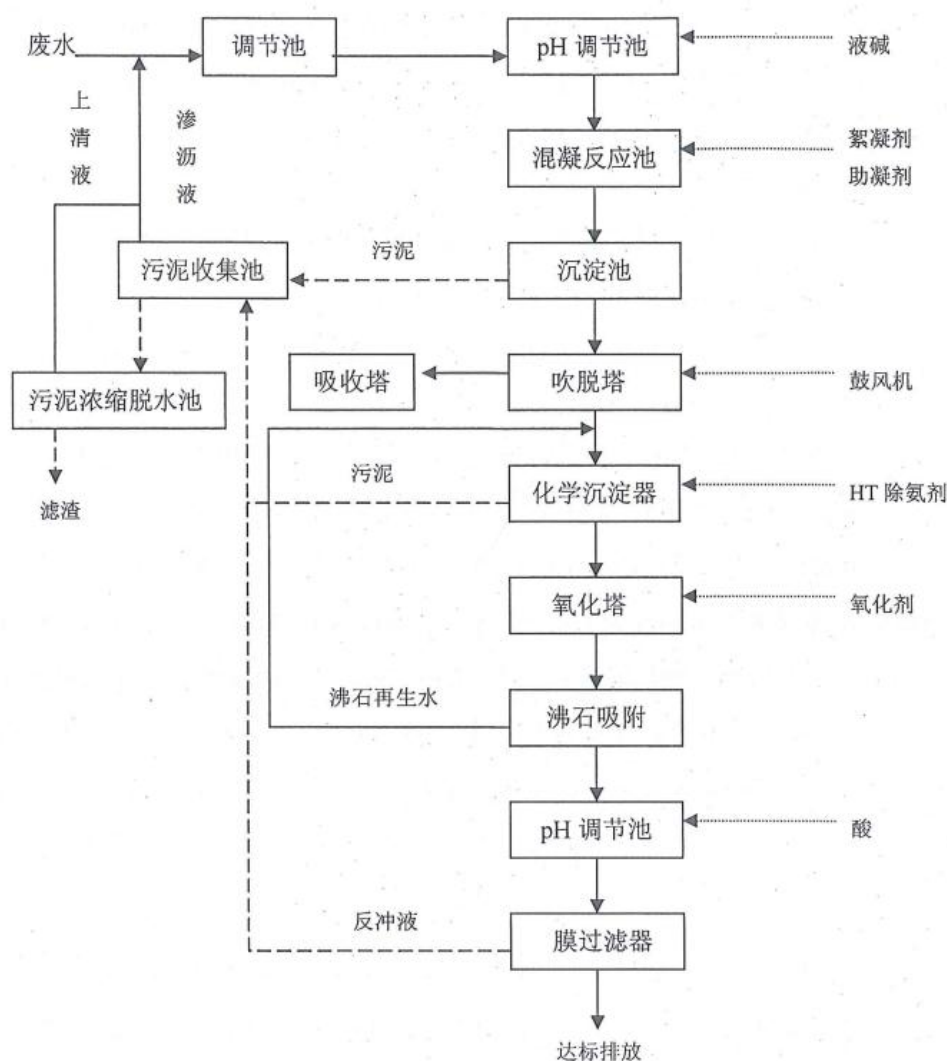 废水
调节池
pH 调节池
液碱
上清液
渗沥液
混凝反应池
絮凝剂
助凝剂
污泥收集池
污泥
沉淀池
污泥浓缩脱水池
吸收塔
吹脱塔
鼓风机
滤渣
污泥
化学沉淀器
HT 除氨剂
氧化塔
氧化剂
沸石再生水
沸石吸附
pH 调节池
酸
反冲液
膜过滤器
达标排放